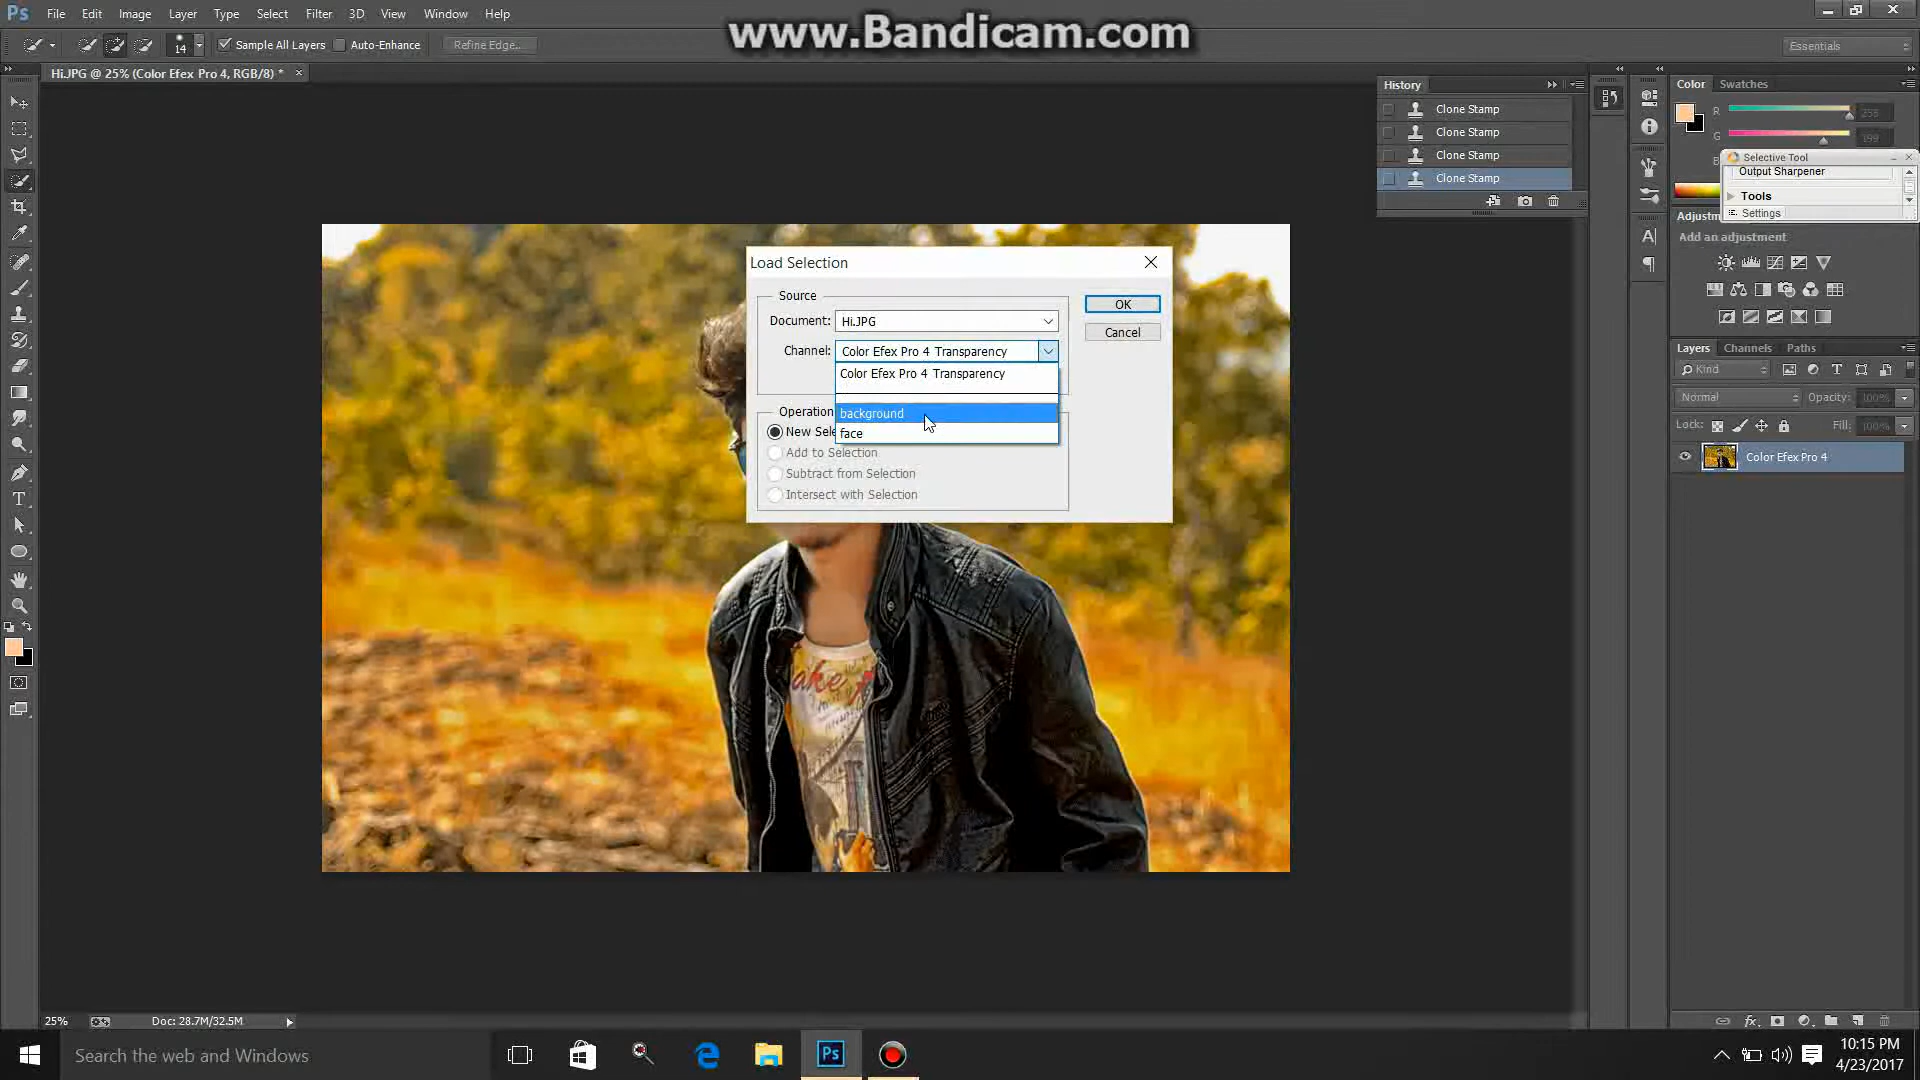 Ps File Edit Image Layer Type Select Filter 3D View Window Help
www.Bandicam.com
14 Sample All Layers Auto-Enhance Refine Edge... Essentials
Hi.JPG @ 25% (Color Efex Pro 4, RGB/8) *
History
Clone Stamp
Clone Stamp
Clone Stamp
Clone Stamp
Color Swatches
R 255
G 199
B
Selective Tool
Output Sharpener
Tools
Settings
Adjustm
Add an adjustment
Load Selection
Source
Document: Hi.JPG
Channel: Color Efex Pro 4 Transparency
Color Efex Pro 4 Transparency
background
face
Operation
New Sele
Add to Selection
Subtract from Selection
Intersect with Selection
OK
Cancel
Layers Channels Paths
Kind
Normal Opacity: 100%
Lock: Fill: 100%
Color Efex Pro 4
ake
25% Doc: 28.7M/32.5M
Search the web and Windows
Ps
10:15 PM
4/23/2017